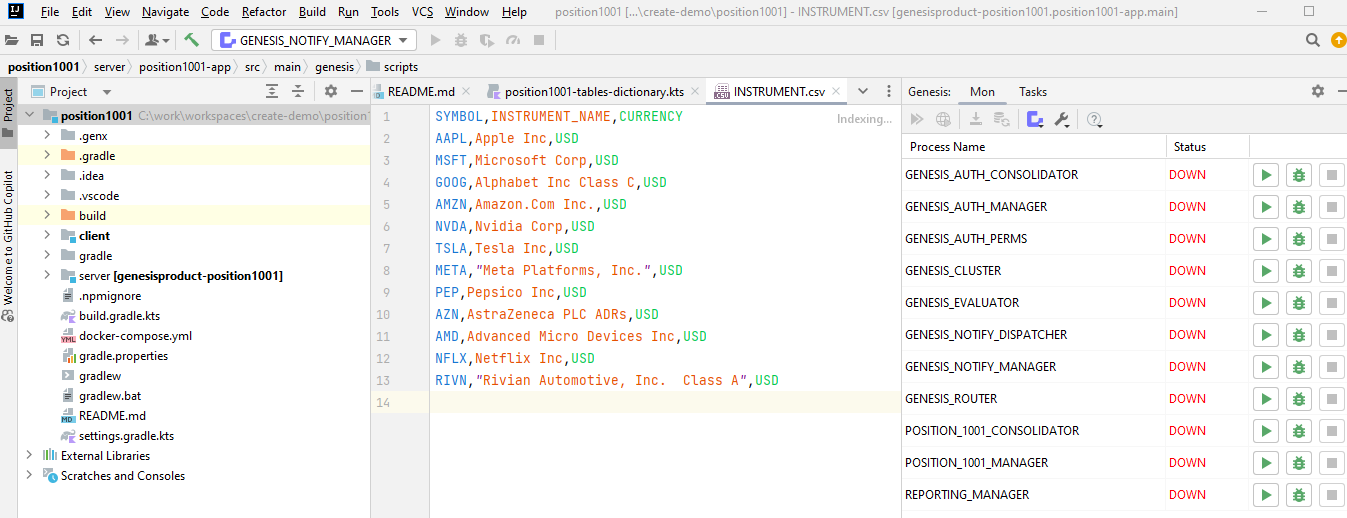 IJ File Edit View Navigate Code Refactor Build Run Tools VCS Window Help position1001 [...\create-demo\position1001] - INSTRUMENT.csv [genesisproduct-position1001.position1001-app.main]
GENESIS_NOTIFY_MANAGER
position1001 server position1001-app src main genesis scripts
Project
README.md position1001-tables-dictionary.kts INSTRUMENT.csv
Genesis: Mon Tasks
Project
Welcome to GitHub Copilot
position1001 C:\work\workspaces\create-demo\position
.genx
.gradle
.idea
.vscode
build
client
gradle
server [genesisproduct-position1001]
.npmignore
build.gradle.kts
docker-compose.yml
gradle.properties
gradlew
gradlew.bat
README.md
settings.gradle.kts
External Libraries
Scratches and Consoles
1 SYMBOL,INSTRUMENT_NAME,CURRENCY
Indexing...
2 AAPL,Apple Inc,USD
3 MSFT,Microsoft Corp,USD
4 GOOG,Alphabet Inc Class C,USD
5 AMZN,Amazon.Com Inc.,USD
6 NVDA,Nvidia Corp,USD
7 TSLA,Tesla Inc,USD
8 META,"Meta Platforms, Inc.",USD
9 PEP,Pepsico Inc,USD
10 AZN,AstraZeneca PLC ADRs,USD
11 AMD,Advanced Micro Devices Inc,USD
12 NFLX,Netflix Inc,USD
13 RIVN,"Rivian Automotive, Inc.  Class A",USD
14
Process Name Status
GENESIS_AUTH_CONSOLIDATOR DOWN
GENESIS_AUTH_MANAGER DOWN
GENESIS_AUTH_PERMS DOWN
GENESIS_CLUSTER DOWN
GENESIS_EVALUATOR DOWN
GENESIS_NOTIFY_DISPATCHER DOWN
GENESIS_NOTIFY_MANAGER DOWN
GENESIS_ROUTER DOWN
POSITION_1001_CONSOLIDATOR DOWN
POSITION_1001_MANAGER DOWN
REPORTING_MANAGER DOWN